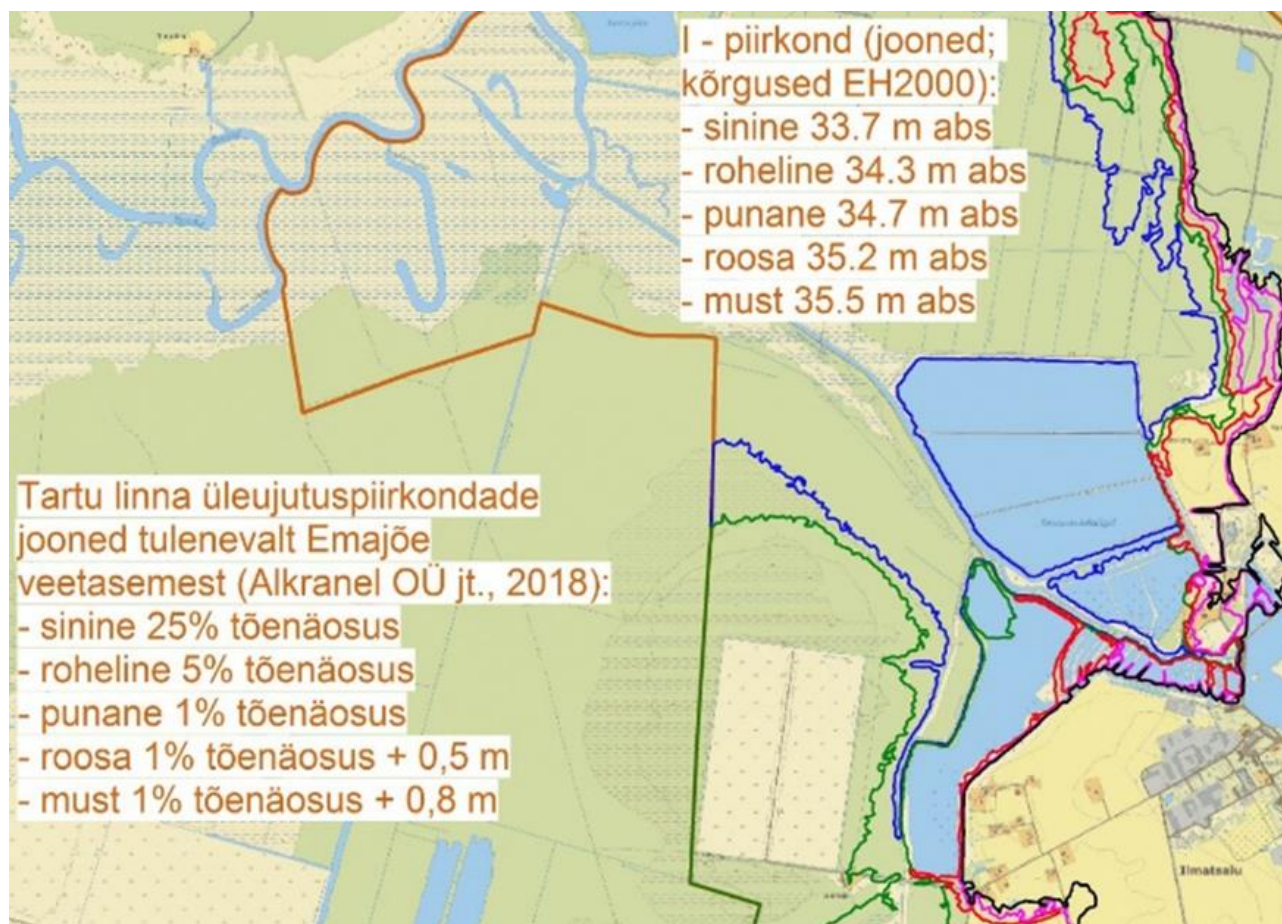 I - piirkond (jooned;
kõrgused EH2000):
- sinine 33.7 m abs
- roheline 34.3 m abs
- punane 34.7 m abs
- roosa 35.2 m abs
- must 35.5 m abs
Tartu linna üleujutuspiirkondade
jooned tulenevalt Emajõe
veetasemest (Alkranel OÜ jt., 2018):
- sinine 25% tõenäosus
- roheline 5% tõenäosus
- punane 1% tõenäosus
- roosa 1% tõenäosus + 0,5 m
- must 1% tõenäosus + 0,8 m
Ilmatsalu